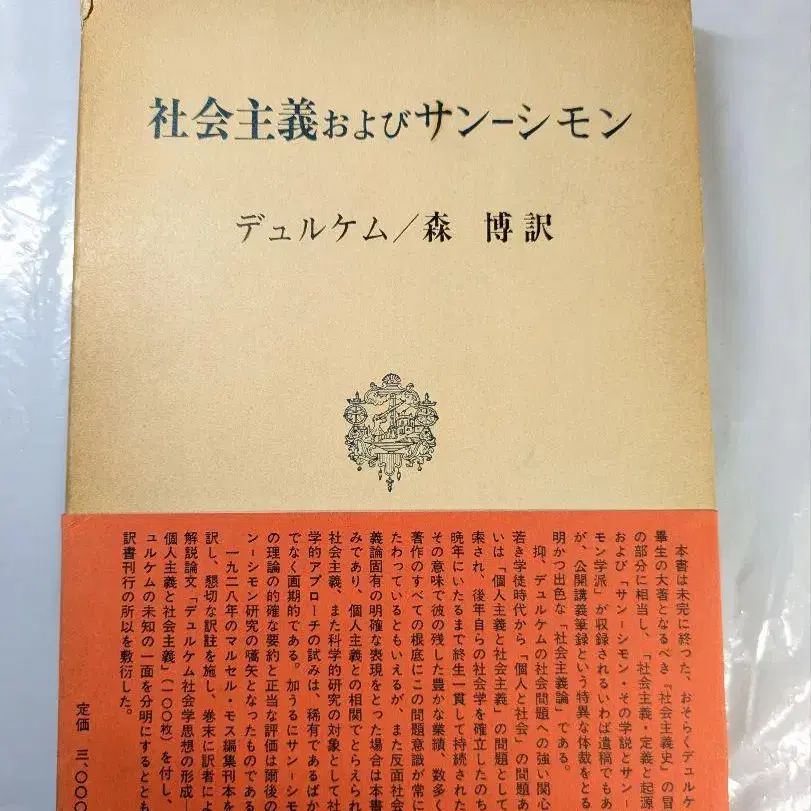 社会主義およびサン-シモン
デュルケム/森 博訳
本書は未完に終つた、おそらくデュルケ
畢生の大著となるべき『社会主義史』の冒
の部分に相当し、「社会主義・定義と起源
および「サン-シモン・その学説とサン
モン学派」が収録されるいわば遺稿でもあ
が、公開講義筆録という特異な体裁をとる
明かつ出色な「社会主義論」である。
抑、デュルケムの社会問題への強い関心
若き学徒時代から「個人と社会」の問題あ
いは「個人主義と社会主義」の問題として
索され、後年自らの社会学を確立したのち
晩年にいたるまで終生一貫して持続された
その意味で彼の残した豊かな業績、数多く
著作のすべての根底にこの問題意識が常に
たわっているともいえるが、また反面社会
義論固有の明確な表現をとった場合は本書
みであり、個人主義との相関でとらえられ
社会主義、また科学的研究の対象として社
学的アプローチの試みは、稀有であるばか
でなく画期的である。加うるにサン-シモ
の理論の的確な要約と正当な評価は爾後の
ン-シモン研究の嚆矢となったものである
一九二八年のマルセル・モス編集刊本を
訳し、懇切な訳註を施し、巻末に訳者によ
解説論文「デュルケム社会学思想の形成—
個人主義と社会主義」(一〇〇枚)を付し、
ュルケムの未知の一面を分明にするととも
訳書刊行の所以を敷衍した。
定価 三、〇〇〇